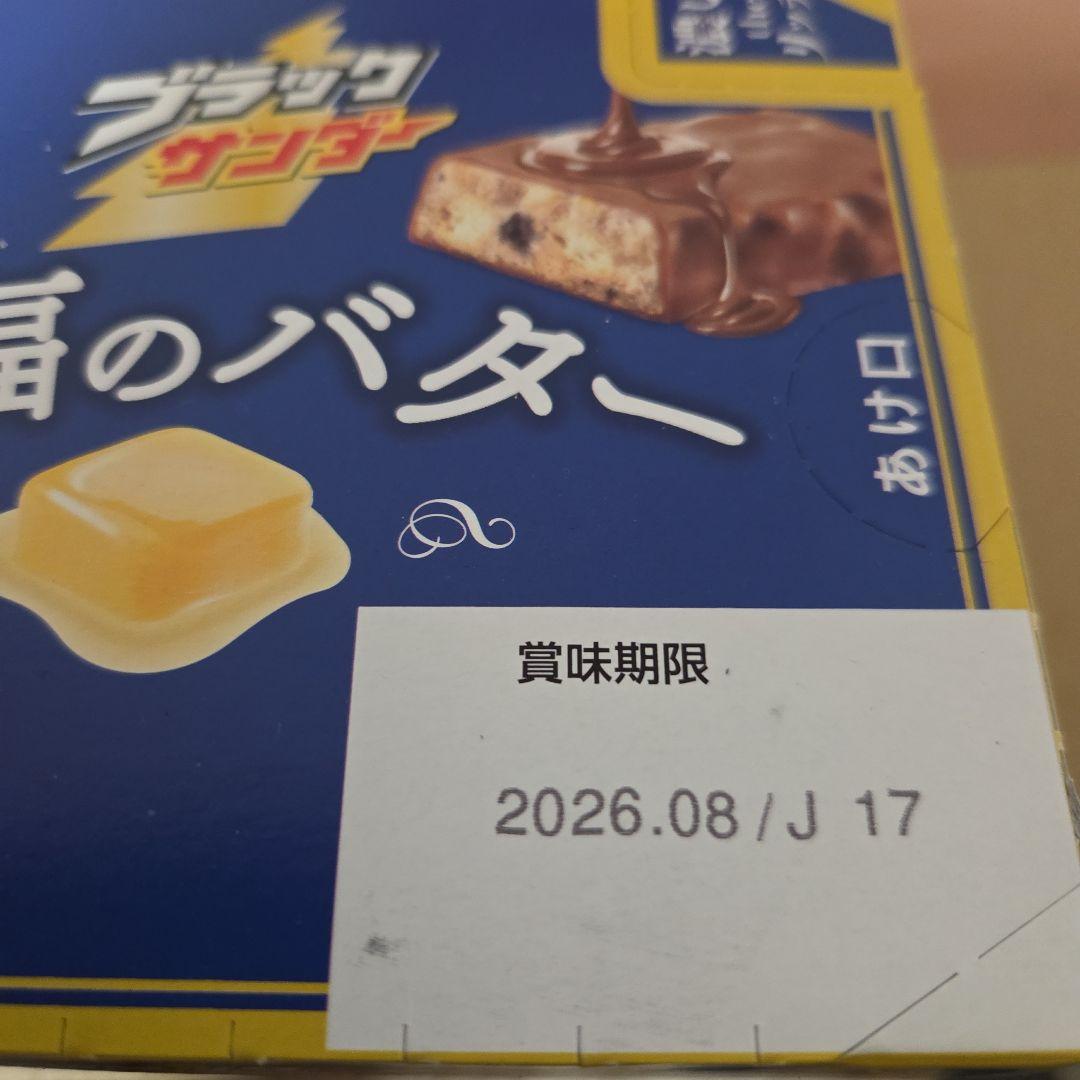 ブラック
サンダー
福のバター
あけ口
賞味期限
2026.08/J 17